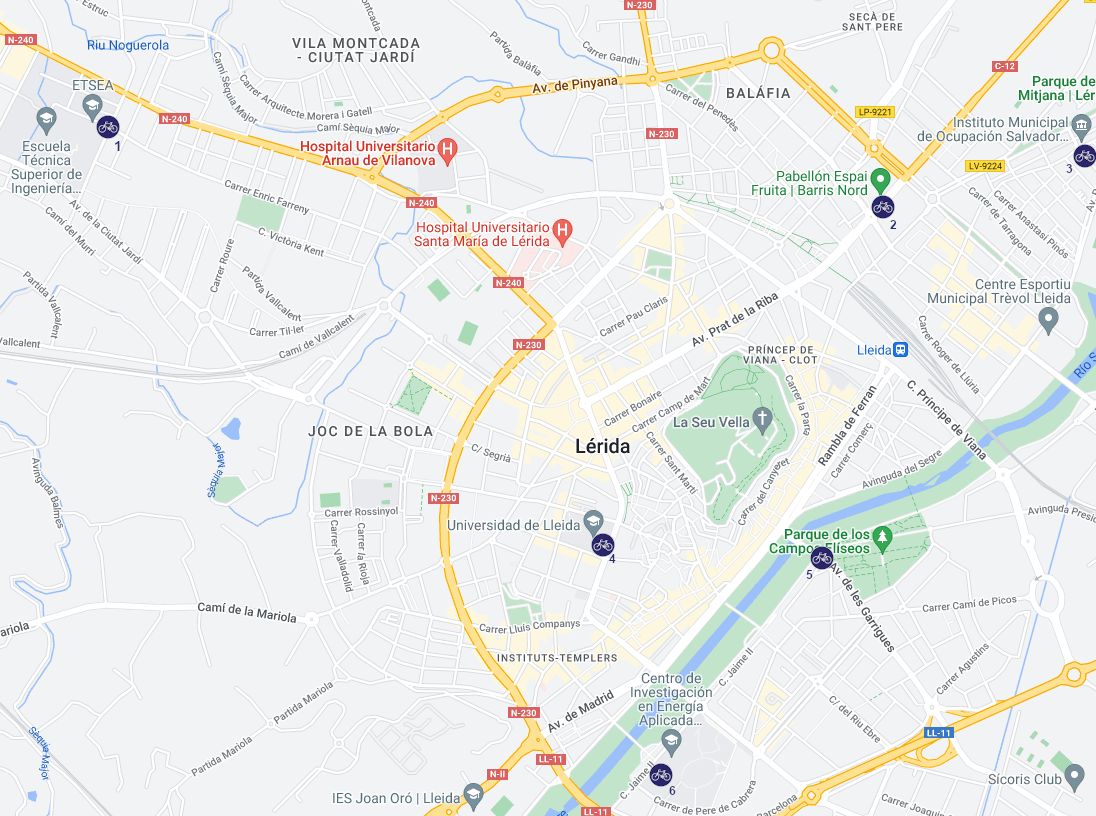 Estruc
N-240
Riu Noguerola
VILA MONTCADA
- CIUTAT JARDÍ
Montcada
Partida Balàfia
N-230
Carrer Gandhi
SECÀ DE
SANT PERE
C-12
Parque de
Mitjana | Lér
ETSEA
Camí Sèquia Major
Carrer Arquitecte Morera i Gatell
Camí Sèquia Major
N-240
Av. de Pinyana
Carrer del Penedès
BALÁFIA
LP-9221
Instituto Municipal
de Ocupación Salvador...
1
Escuela
Técnica
Superior de
Ingeniería...
Hospital Universitario
Arnau de Vilanova
N-230
LV-9224
3
Pabellón Espai
Fruita | Barris Nord
2
Carrer Enric Farreny
N-240
Av. de la Ciutat Jardí
Camí del Murri
C. Victòria Kent
Carrer Roure
Hospital Universitario
Santa María de Lérida
Carrer Anastasi Pinós
Carrer de Tarragona
Partida Vallcalent
Partida Vallcalent
N-240
Centre Esportiu
Municipal Trèvol Lleida
Carrer Til·ler
Camí de Vallcalent
Carrer Pau Claris
Av. Prat de la Riba
Vallcalent
N-230
PRÍNCEP DE
VIANA - CLOT
Lleida
Carrer Roger de Llúria
Río S
Carrer Bonaire
Carrer Camp de Mart
Carrer la Parra
Rambla de Ferran
C. Príncipe de Viana
La Seu Vella
JOC DE LA BOLA
Lérida
Carrer Sant Martí
Carrer Comerç
C/ Segrià
Avinguda Balmes
Sèquia Major
Carrer del Canyeret
Avinguda del Segre
N-230
Carrer Rossinyol
Carrer Valladolid
Carrer la Rioja
Universidad de Lleida
4
Avinguda Presid
Parque de los
Campos Elíseos
5
Av. de les Garrigues
Camí de la Mariola
ariola
Carrer Camí de Picos
Carrer Lluís Companys
INSTITUTS-TEMPLERS
C. Jaime II
Carrer Agustins
Centro de
Investigación
en Energía
Aplicada...
Partida Mariola
N-230
Av. de Madrid
C/ del Riu Ebre
LL-11
Partida Mariola
Sèquia Major
LL-11
N-II
C. Jaime II
6
Sícoris Club
IES Joan Oró | Lleida
Carrer de Pere de Cabrera
Carrer Joaquin
LL-11
Barcelona